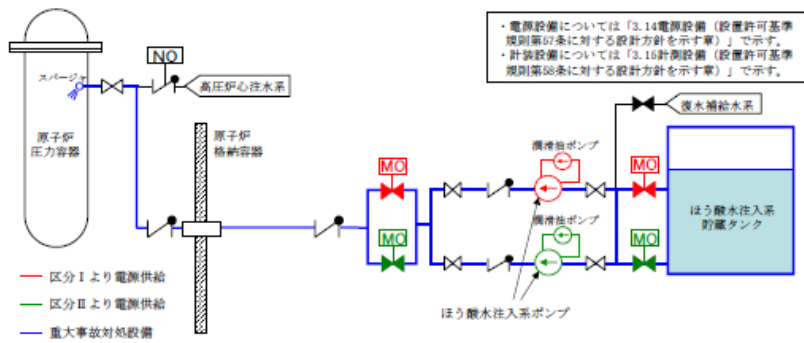 ・電源設備については「3.14電源設備（設置許可基準
規則第57条に対する設計方針を示す章）」で示す。
・計装設備については「3.15計測設備（設置許可基準
規則第58条に対する設計方針を示す章）」で示す。
NO
スパージャ
高圧炉心注水系
復水補給水系
原子炉
圧力容器
原子炉
格納容器
潤滑油ポンプ
MO
MO
ほう酸水注入系
貯蔵タンク
潤滑油ポンプ
MO
MO
区分Ⅰより電源供給
区分Ⅱより電源供給
ほう酸水注入系ポンプ
重大事故対処設備